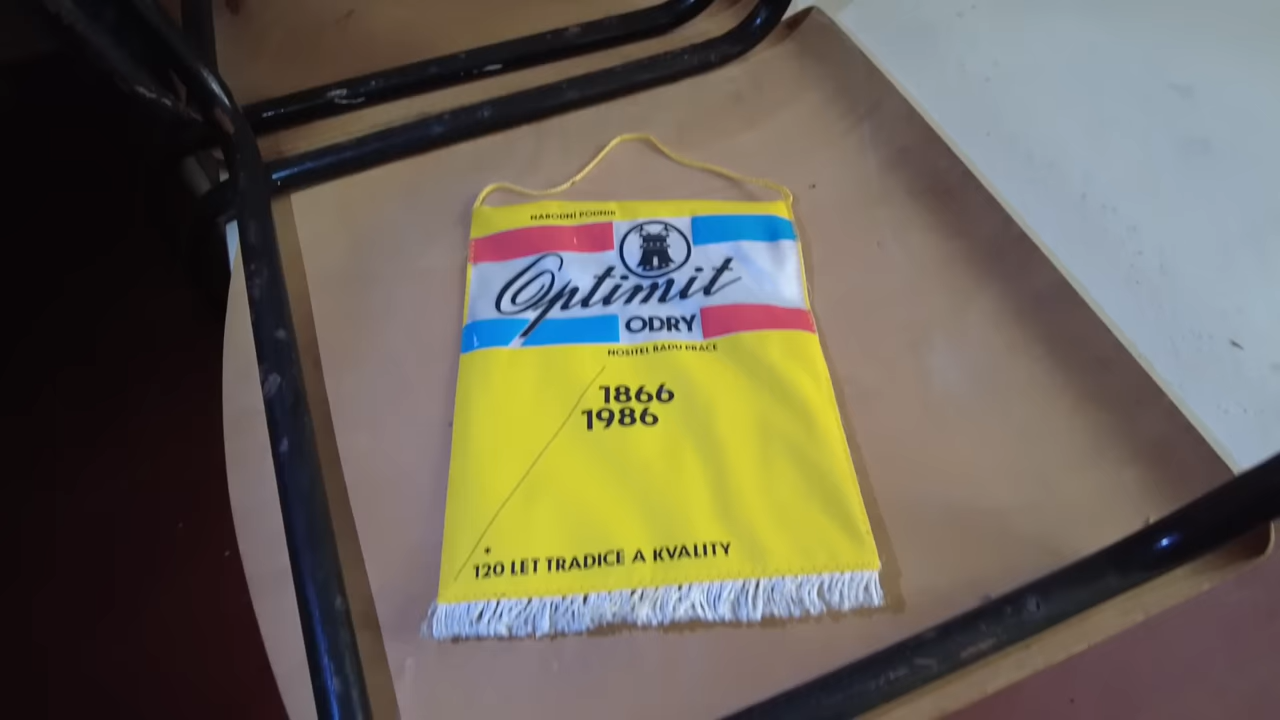 NÁRODNÍ PODNIK
Optimit
ODRY
NOSITEL ŘÁDU PRÁCE
1866
1986
* 120 LET TRADICE A KVALITY